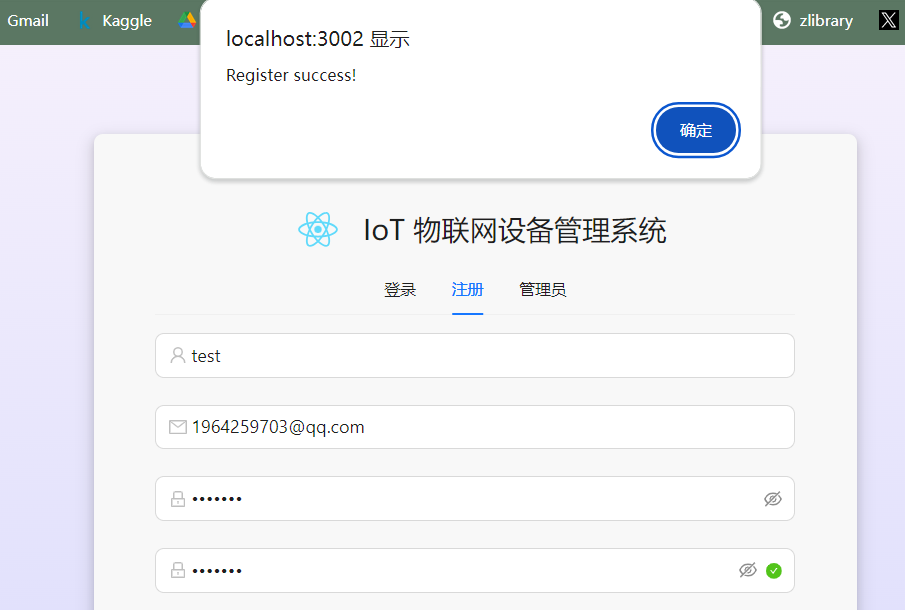 Gmail
Kaggle
zlibrary
localhost:3002 显示
Register success!
确定
IoT 物联网设备管理系统
登录 注册 管理员
test
1964259703@qq.com
•••••••
•••••••